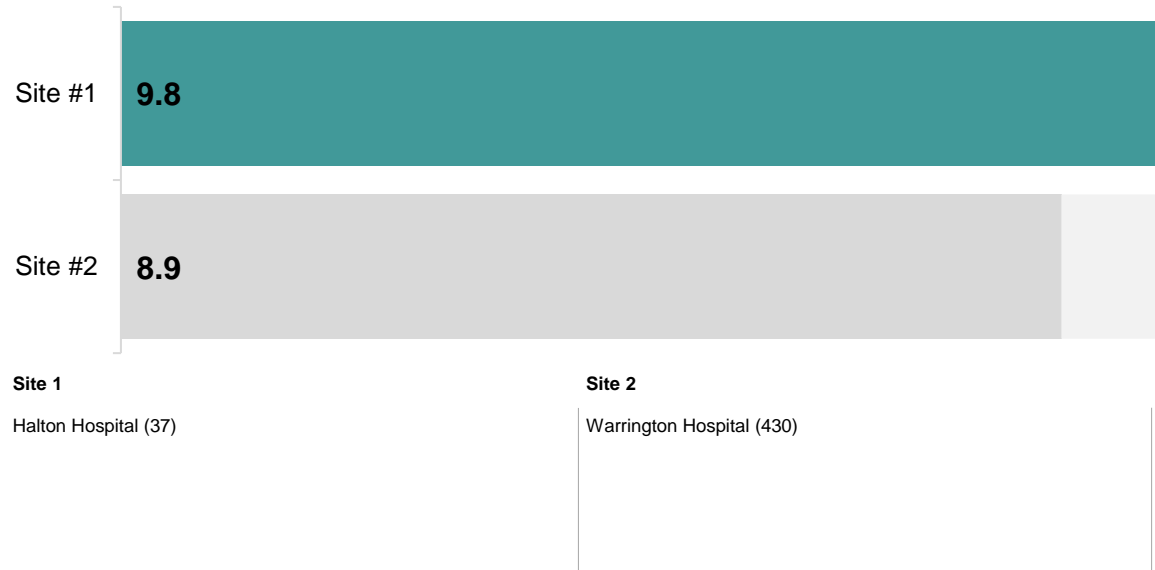 Site #1 9.8
Site #2 8.9
Site 1 Site 2
Halton Hospital (37) Warrington Hospital (430)